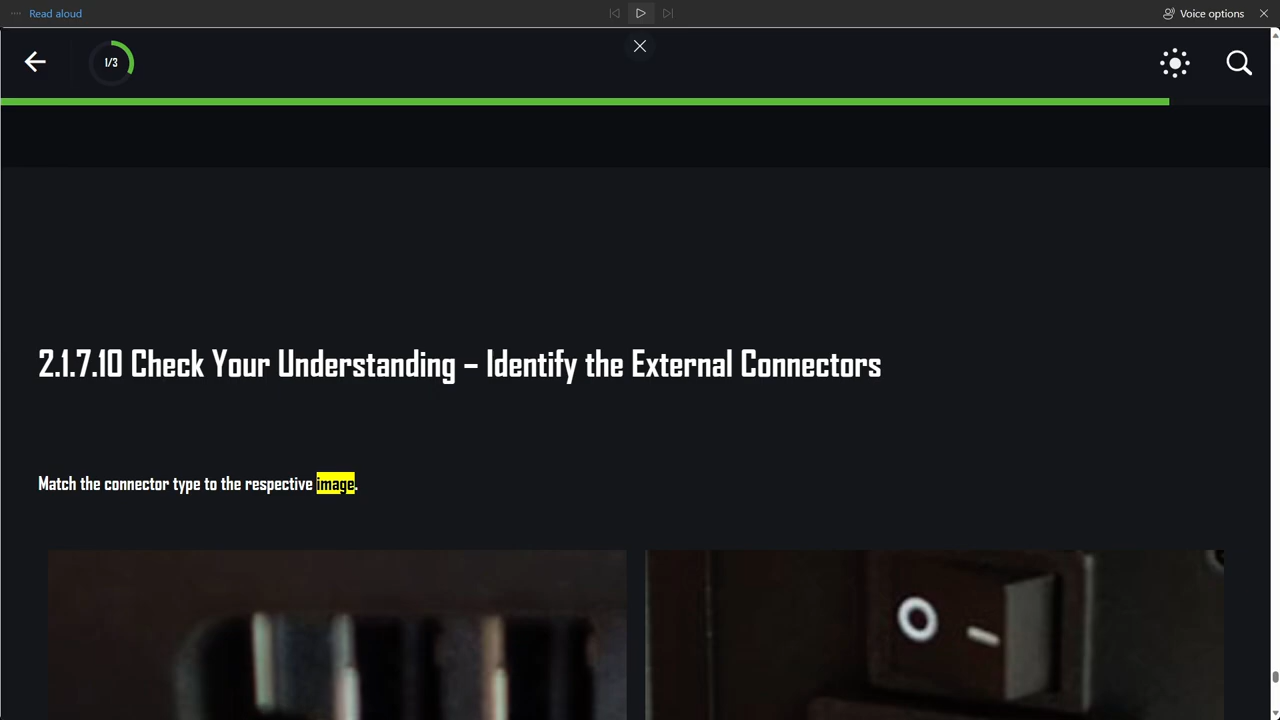 Read aloud
Voice options
1/3
2.1.7.10 Check Your Understanding – Identify the External Connectors
Match the connector type to the respective image.